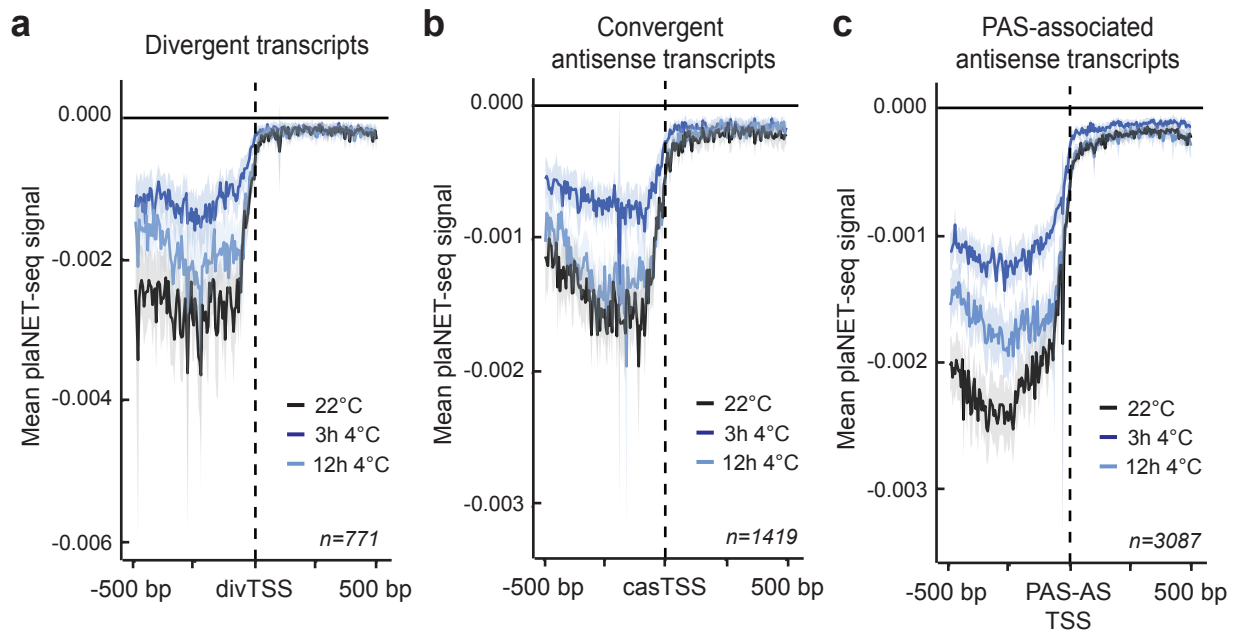 a
Divergent transcripts
Mean plaNET-seq signal
0.000
-0.002
-0.004
-0.006
22°C
3h 4°C
12h 4°C
n=771
-500 bp
divTSS
500 bp
b
Convergent
antisense transcripts
Mean plaNET-seq signal
0.000
-0.001
-0.002
-0.003
22°C
3h 4°C
12h 4°C
n=1419
-500 bp
casTSS
500 bp
c
PAS-associated
antisense transcripts
Mean plaNET-seq signal
0.000
-0.001
-0.002
-0.003
22°C
3h 4°C
12h 4°C
n=3087
-500 bp
PAS-AS
TSS
500 bp